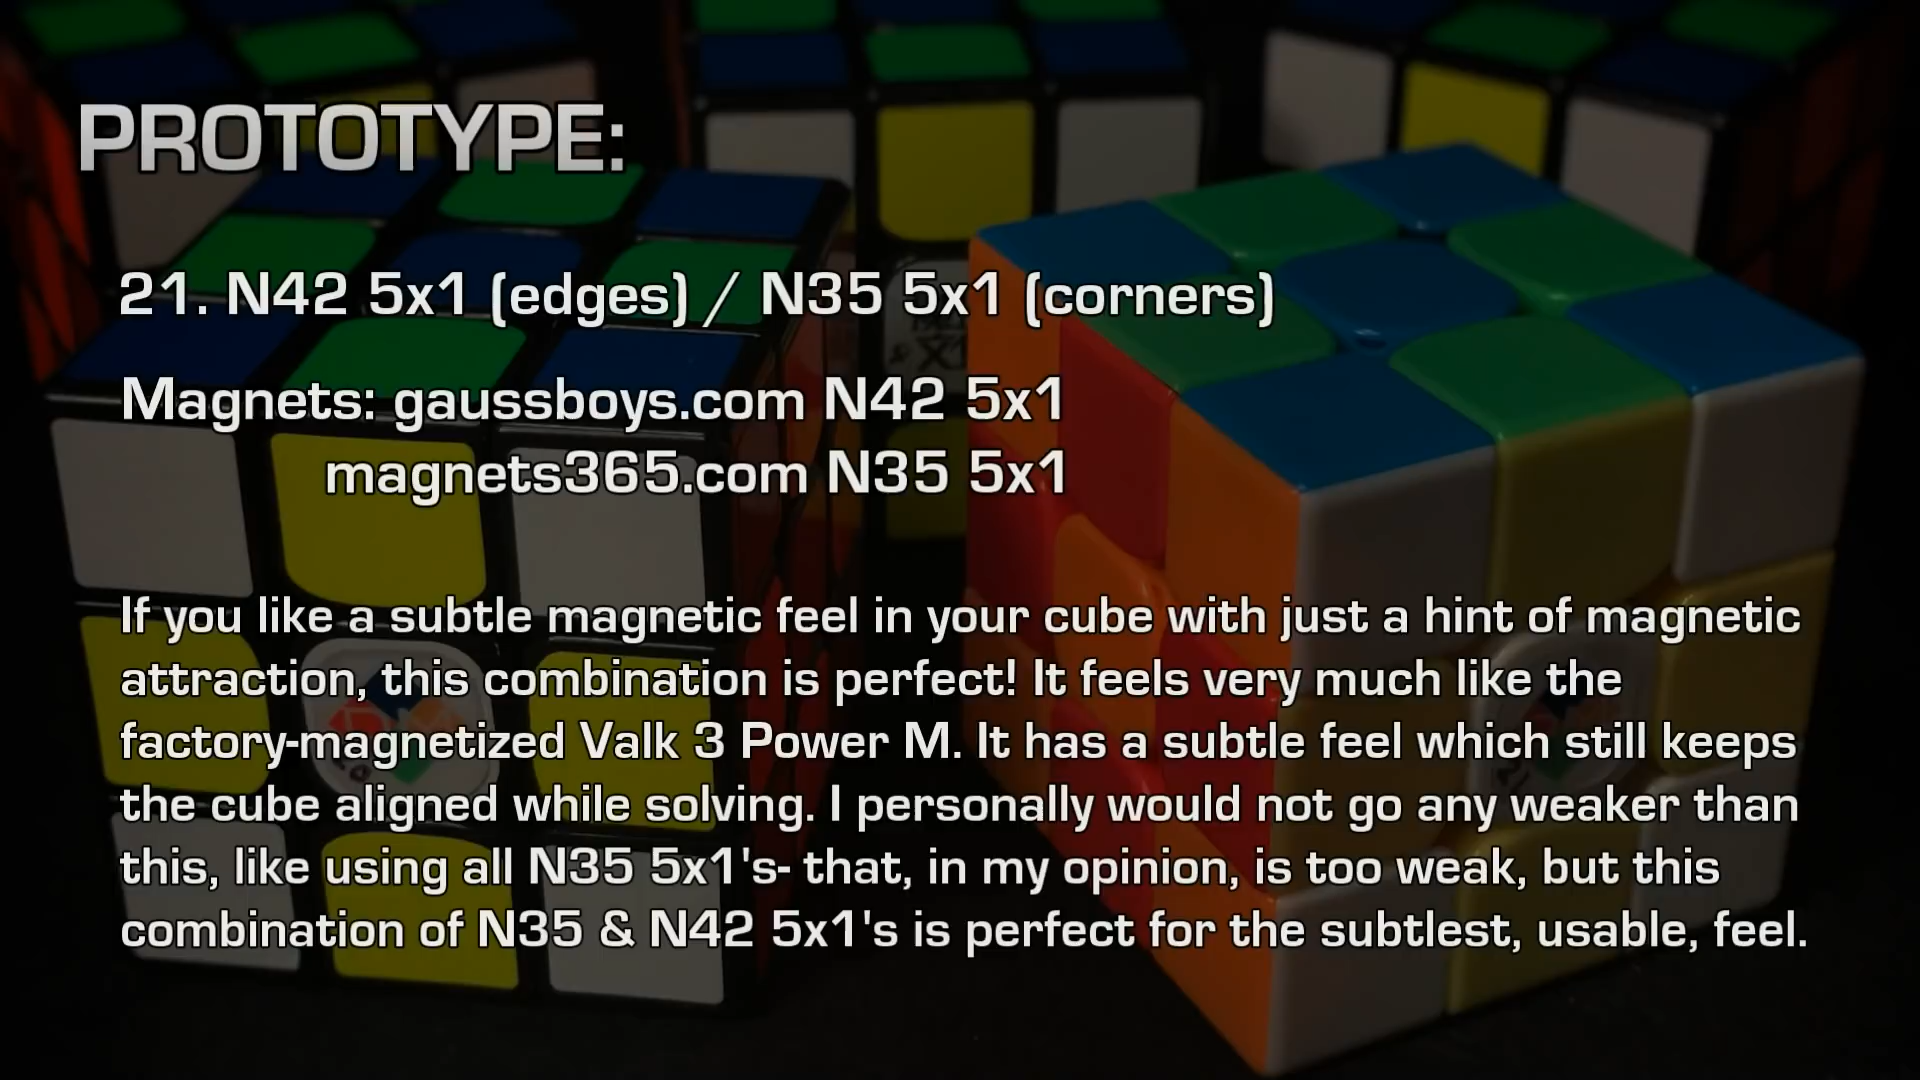 PROTOTYPE:
21. N42 5x1 (edges) / N35 5x1 (corners)
Magnets: gaussboys.com N42 5x1
magnets365.com N35 5x1
If you like a subtle magnetic feel in your cube with just a hint of magnetic
attraction, this combination is perfect! It feels very much like the
factory-magnetized Valk 3 Power M. It has a subtle feel which still keeps
the cube aligned while solving. I personally would not go any weaker than
this, like using all N35 5x1's- that, in my opinion, is too weak, but this
combination of N35 & N42 5x1's is perfect for the subtlest, usable, feel.